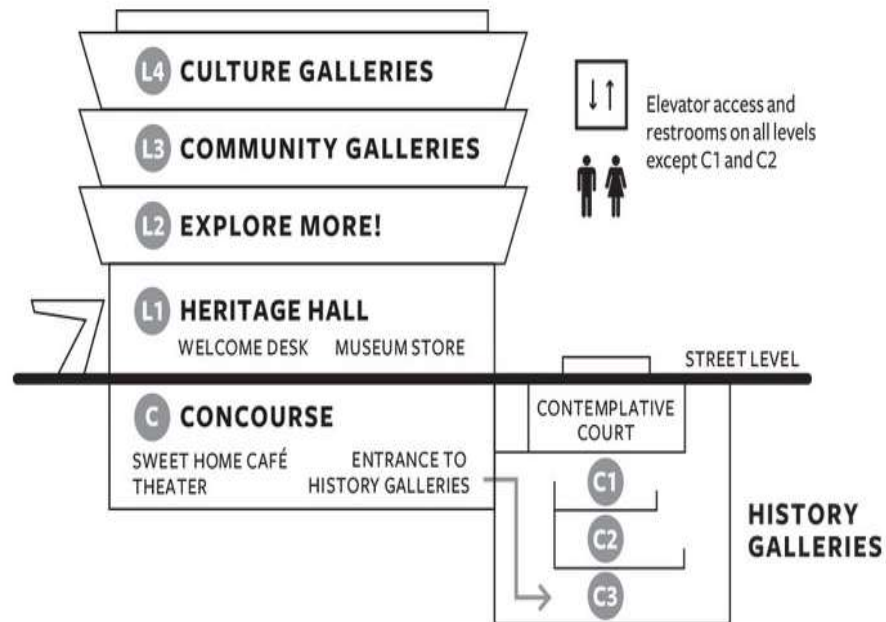 L4 CULTURE GALLERIES
L3 COMMUNITY GALLERIES
L2 EXPLORE MORE!
L1 HERITAGE HALL
WELCOME DESK MUSEUM STORE
Elevator access and
restrooms on all levels
except C1 and C2
STREET LEVEL
C CONCOURSE
SWEET HOME CAFÉ
THEATER
ENTRANCE TO
HISTORY GALLERIES
CONTEMPLATIVE
COURT
C1
C2
C3
HISTORY
GALLERIES